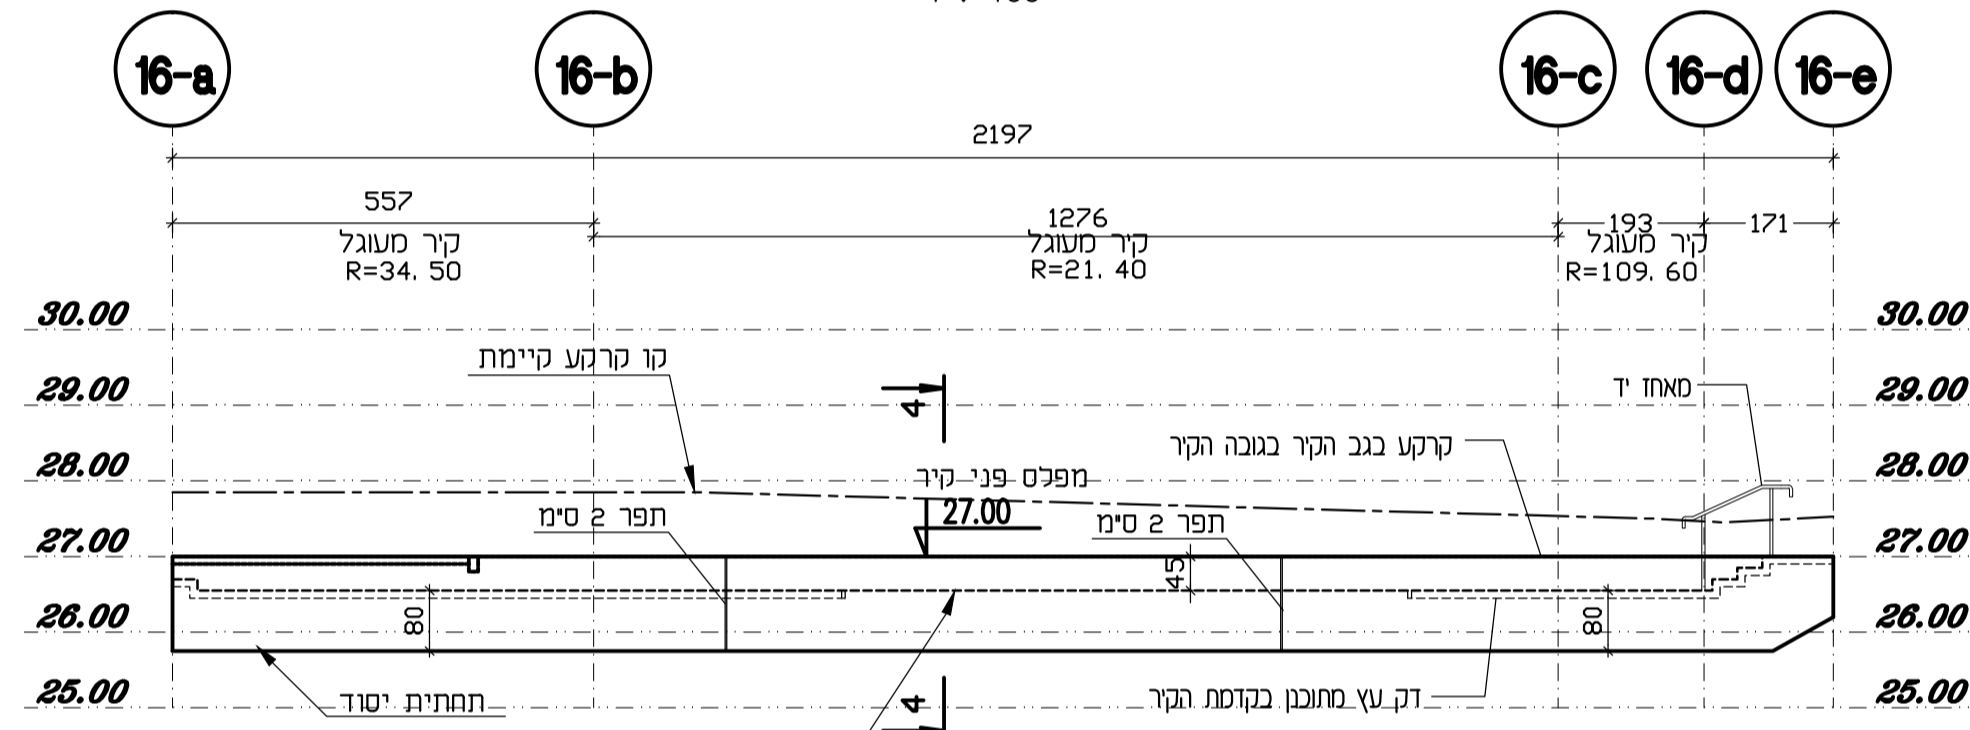 16-a 16-b 16-c 16-d 16-e
2197
557 1276 193 171
קיר מעוגל
R=34. 50
קיר מעוגל
R=21. 40
קיר מעוגל
R=109. 60
30.00 30.00
קו קרקע קיימת
29.00 29.00
4
מאחז יד
קרקע בגב הקיר בגובה הקיר
28.00 28.00
מפלס פני קיר
27.00
תפר 2 ס"מ
תפר 2 ס"מ
27.00 27.00
45
80
80
26.00 26.00
25.00 25.00
תחתית יסוד
4
דק עץ מתוכנן בקדמת הקיר